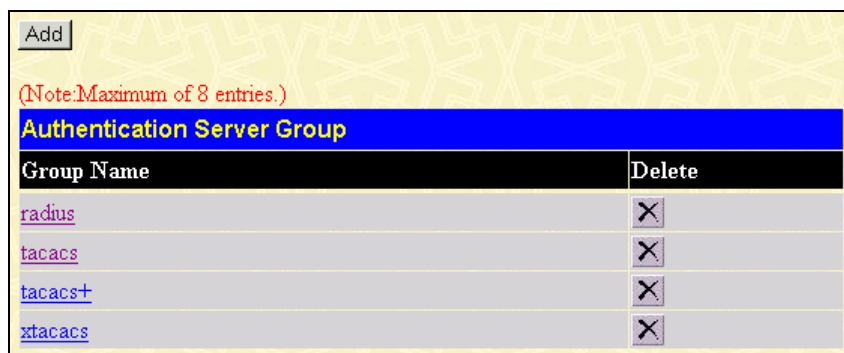 Add
(Note:Maximum of 8 entries.)
Authentication Server Group
Group Name Delete
radius
tacacs
tacacs+
xtacacs